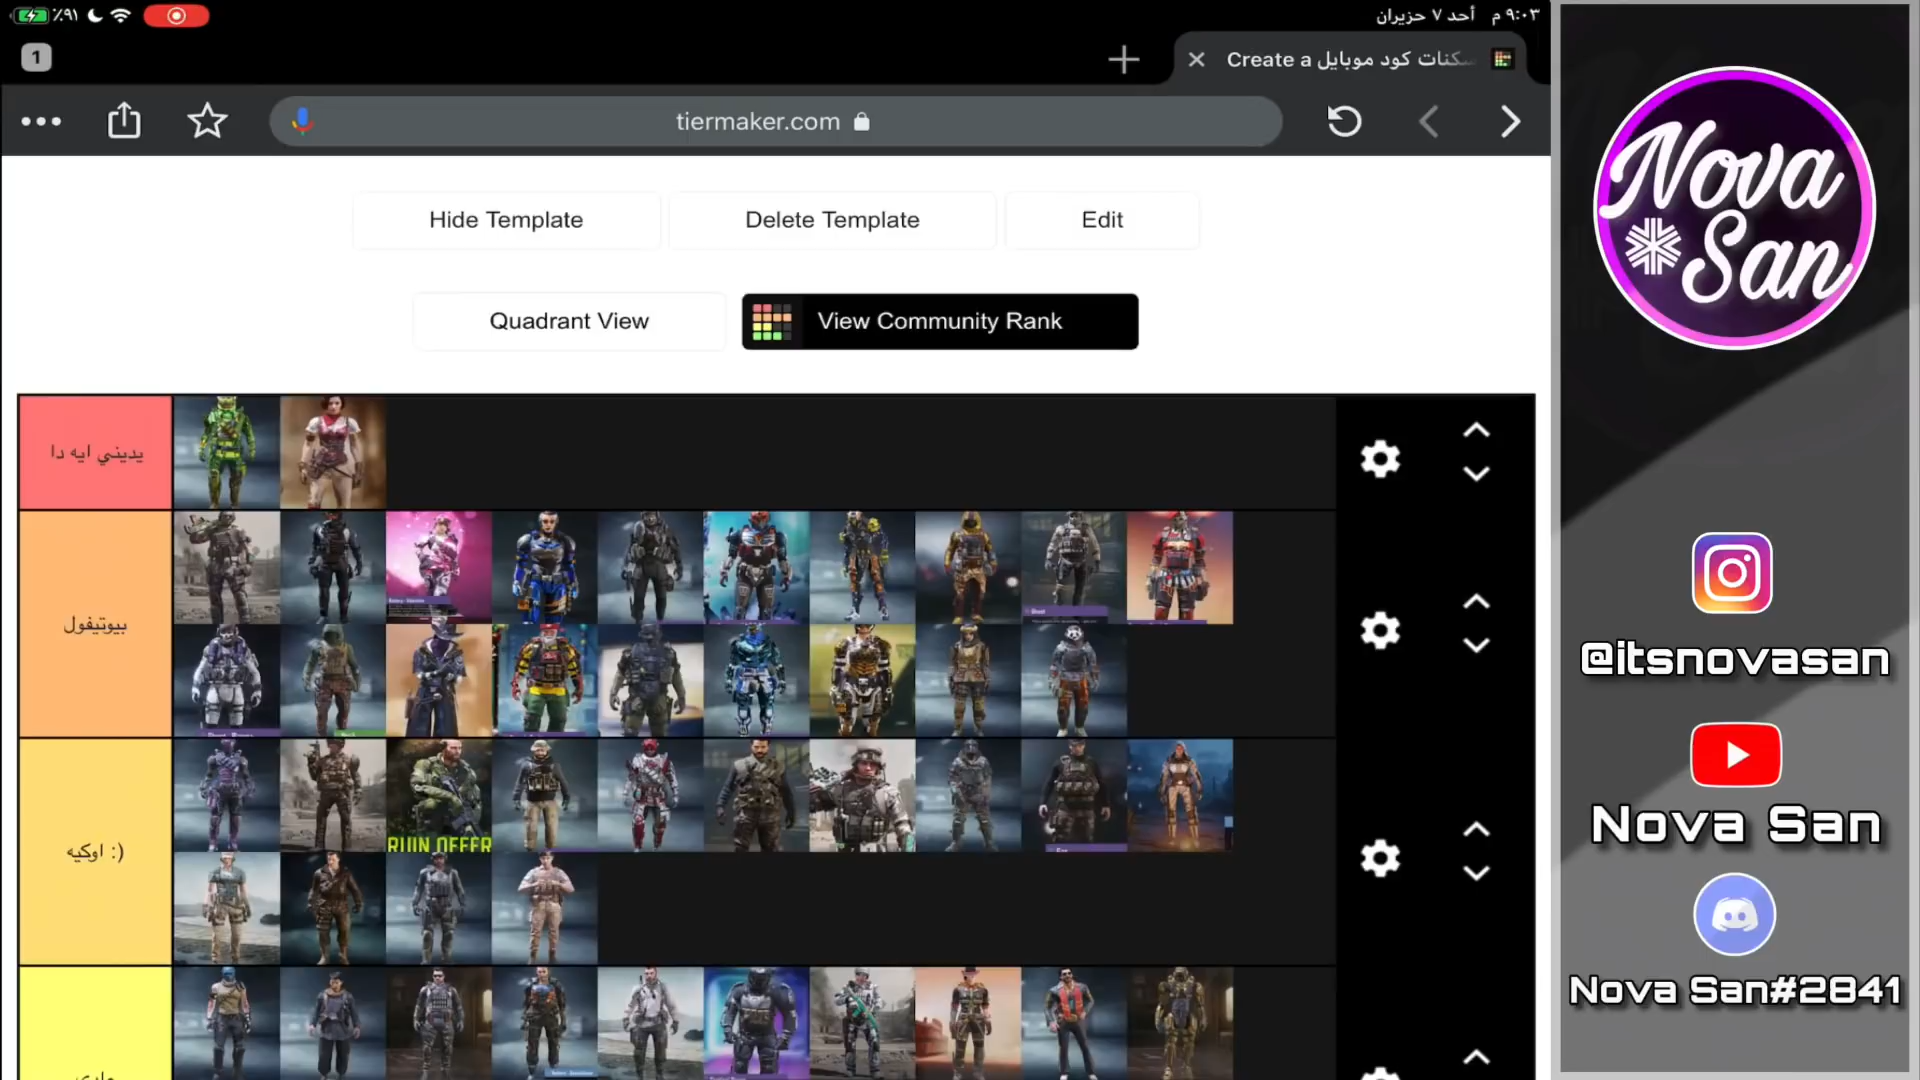 ٪٩١
٩:٠٣ م أحد ٧ حزيران
1
Create a سكنات كود موبايل
tiermaker.com
Hide Template
Delete Template
Edit
Quadrant View
View Community Rank
يديني ايه دا
بيوتيفول
اوكيه :)
RUIN OFFER
Ghost
Nova San
@itsnovasan
Nova San
Nova San#2841